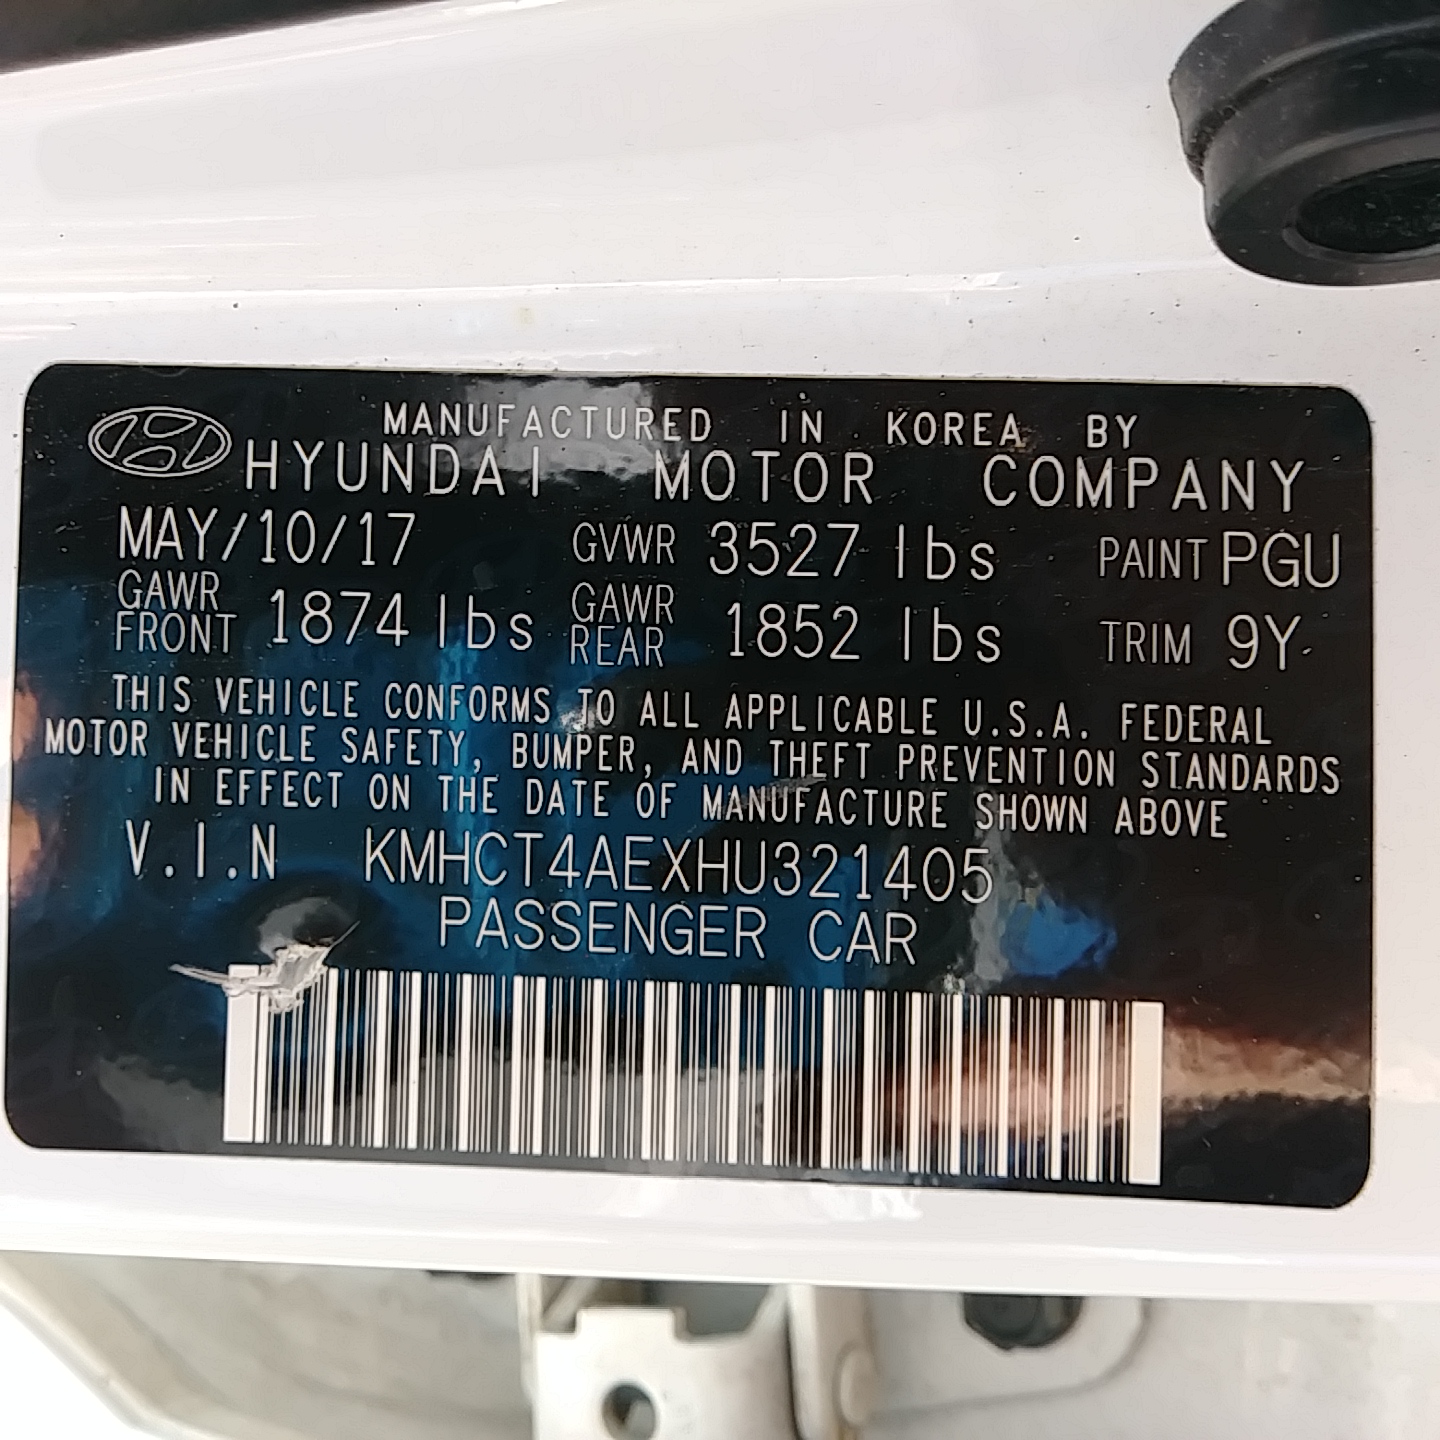 MANUFACTURED IN KOREA BY
HYUNDAI MOTOR COMPANY
MAY/10/17 GVWR 3527 lbs PAINT PGU
GAWR FRONT 1874 lbs GAWR REAR 1852 lbs TRIM 9Y
THIS VEHICLE CONFORMS TO ALL APPLICABLE U.S.A. FEDERAL
MOTOR VEHICLE SAFETY, BUMPER, AND THEFT PREVENTION STANDARDS
IN EFFECT ON THE DATE OF MANUFACTURE SHOWN ABOVE
V.I.N KMHCT4AEXHU321405
PASSENGER CAR